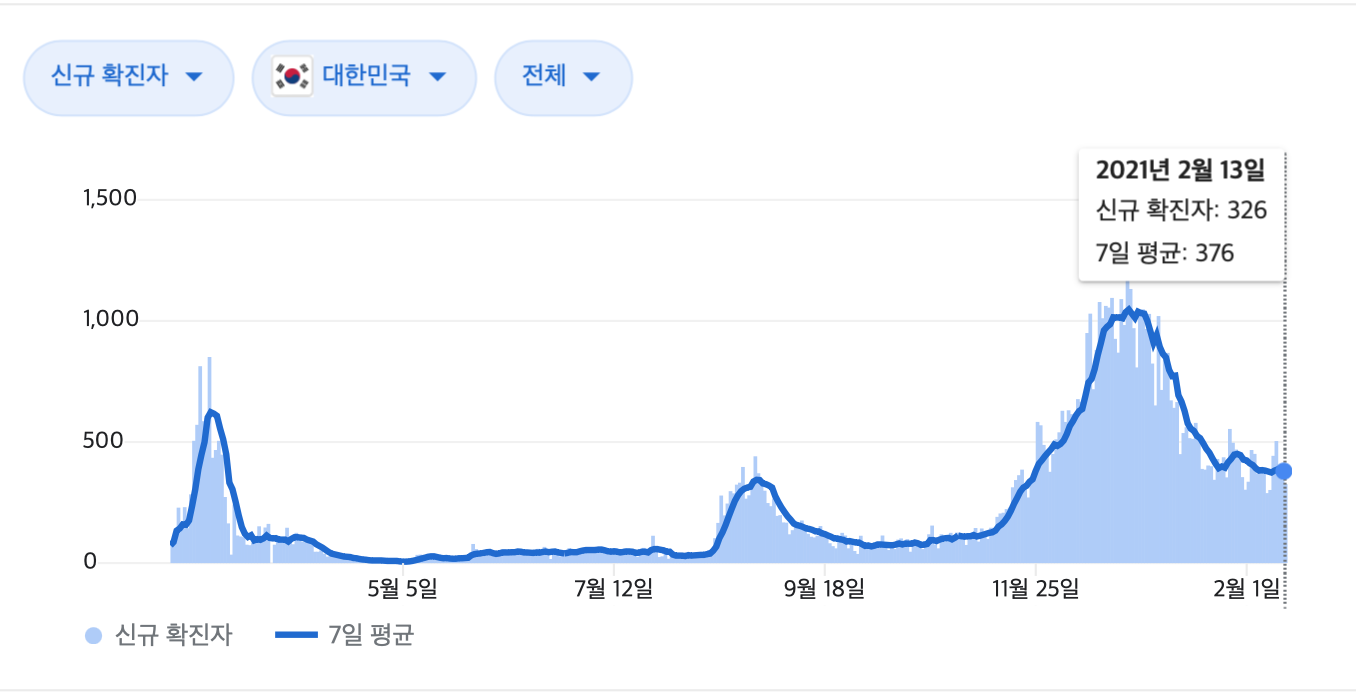 신규 확진자 대한민국 전체
2021년 2월 13일
신규 확진자: 326
7일 평균: 376
1,500
1,000
500
0
5월 5일 7월 12일 9월 18일 11월 25일 2월 1일
신규 확진자 7일 평균